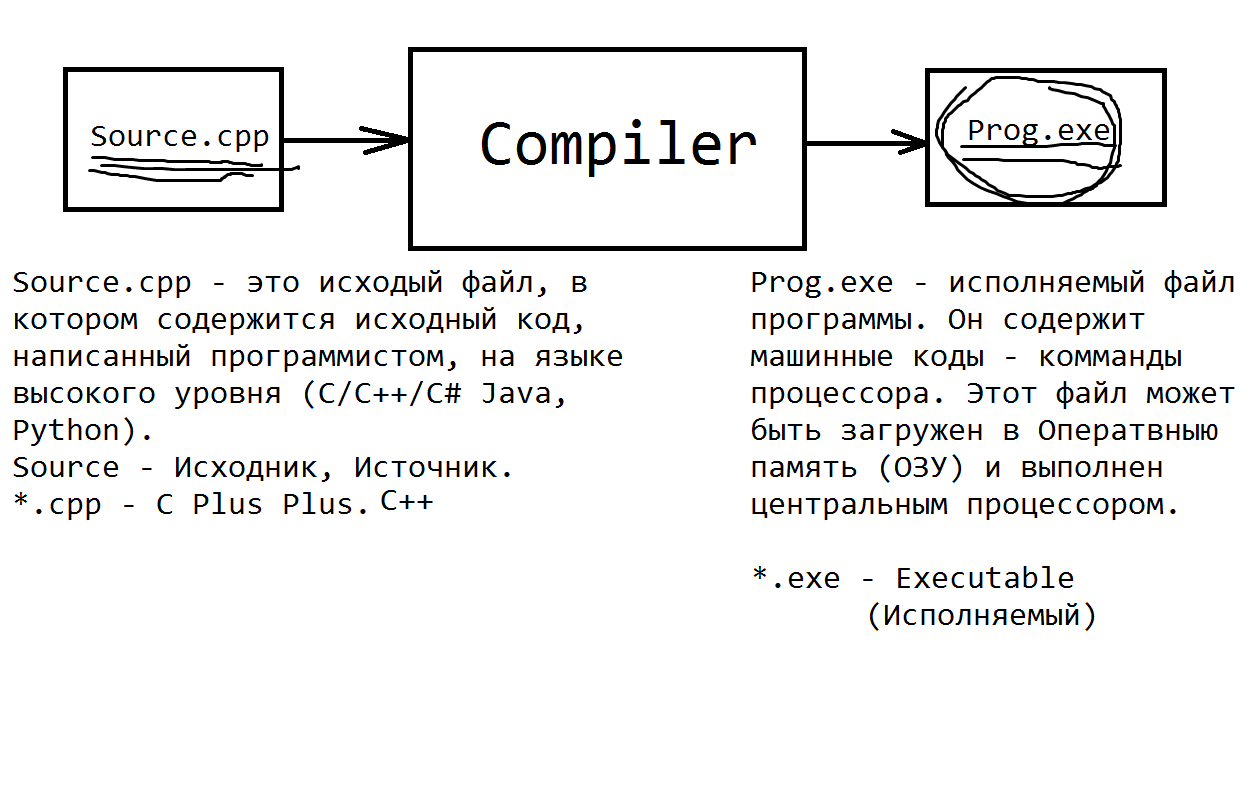 Source.cpp
Compiler
Prog.exe
Source.cpp - это исходый файл, в
котором содержится исходный код,
написанный программистом, на языке
высокого уровня (C/C++/C# Java,
Python).
Source - Исходник, Источник.
*.cpp - C Plus Plus. C++
Prog.exe - исполняемый файл
программы. Он содержит
машинные коды - комманды
процессора. Этот файл может
быть загружен в Оператвныю
память (ОЗУ) и выполнен
центральным процессором.
*.exe - Executable
(Исполняемый)